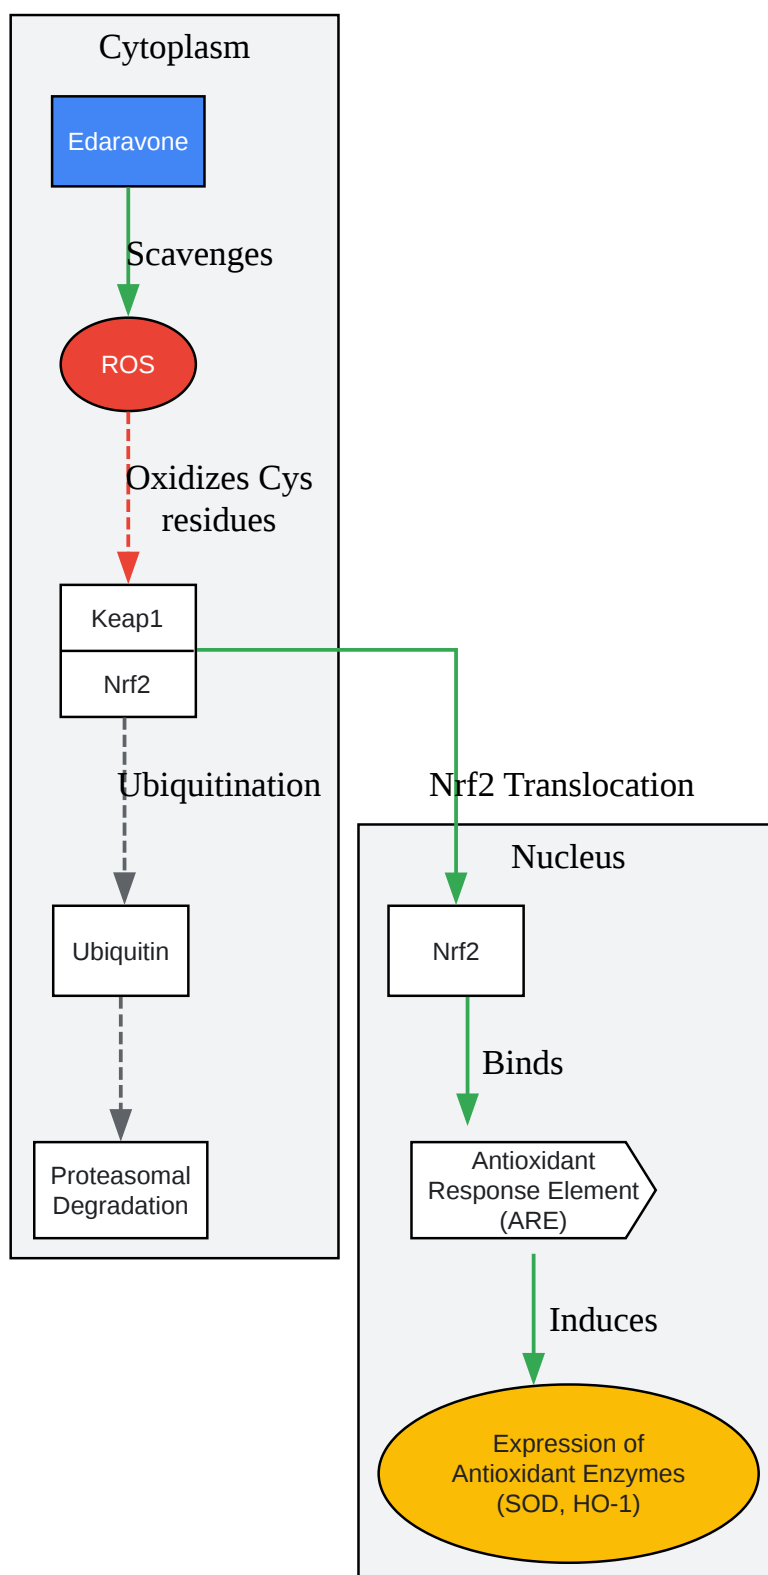 Cytoplasm
Edaravone
Scavenges
ROS
Oxidizes Cys
residues
Keap1
Nrf2
Ubiquitination
Ubiquitin
Proteasomal
Degradation
Nrf2 Translocation
Nucleus
Nrf2
Binds
Antioxidant
Response Element
(ARE)
Induces
Expression of
Antioxidant Enzymes
(SOD, HO-1)